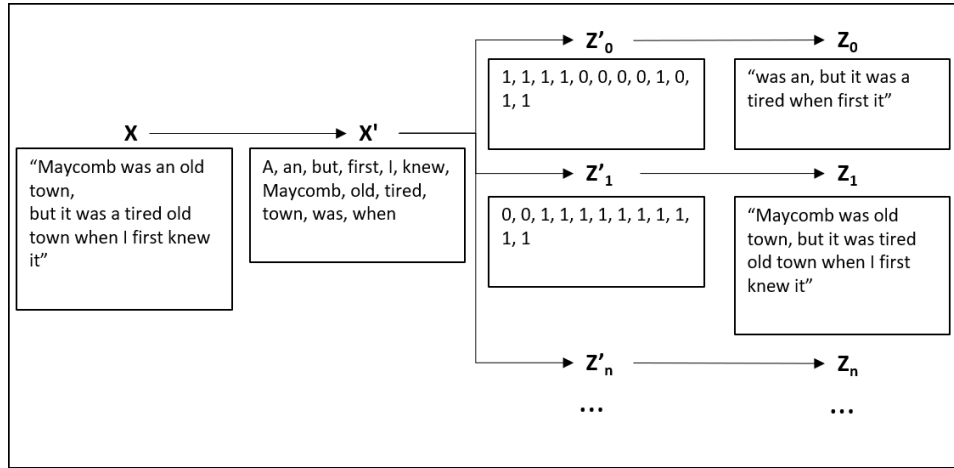 X
“Maycomb was an old
town,
but it was a tired old
town when I first knew
it”
X'
A, an, but, first, I, knew,
Maycomb, old, tired,
town, was, when
Z’0
1, 1, 1, 1, 0, 0, 0, 0, 1, 0,
1, 1
Z0
“was an, but it was a
tired when first it”
Z’1
0, 0, 1, 1, 1, 1, 1, 1, 1, 1,
1, 1
Z1
“Maycomb was old
town, but it was tired
old town when I first
knew it”
Z’n
...
Zn
...